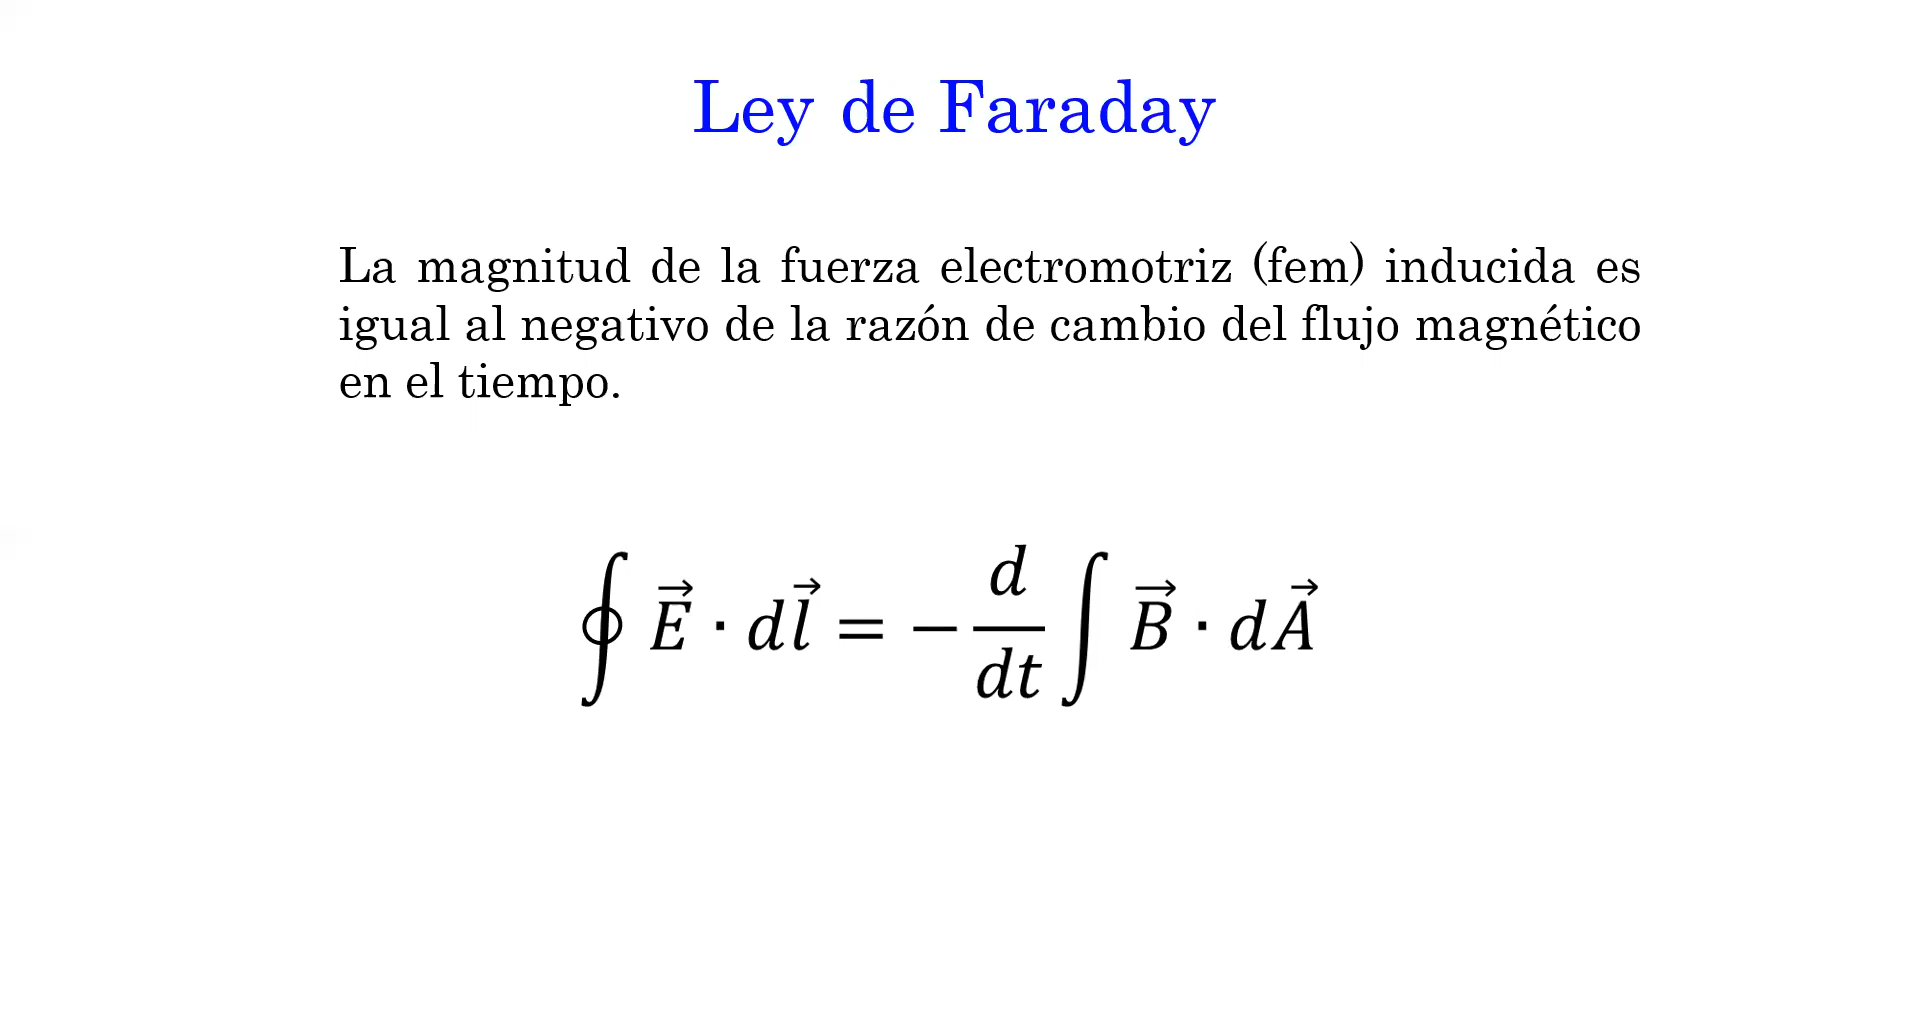 Ley de Faraday
La magnitud de la fuerza electromotriz (fem) inducida es
igual al negativo de la razón de cambio del flujo magnético
en el tiempo.
∮ E⃗ · dl⃗ = − d/dt ∫ B⃗ · dA⃗